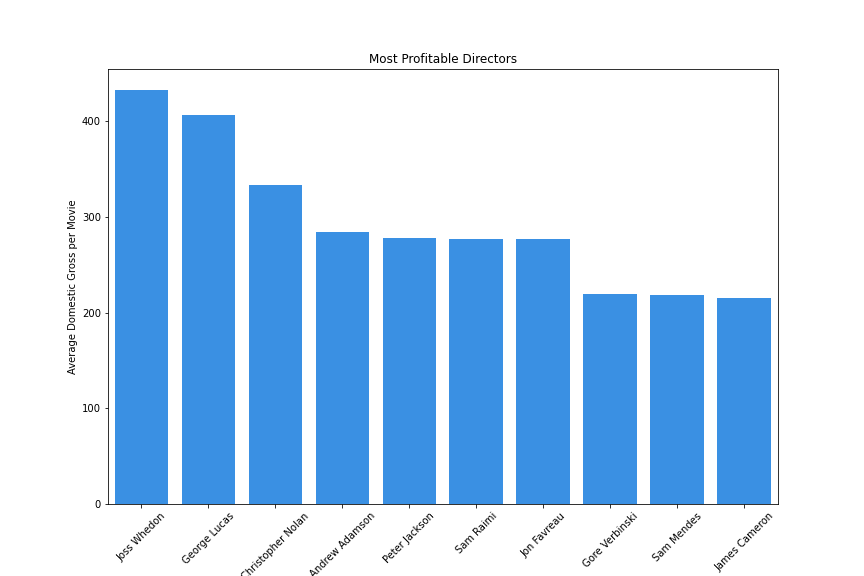 Most Profitable Directors
Average Domestic Gross per Movie
400
300
200
100
0
Joss Whedon
George Lucas
Christopher Nolan
Andrew Adamson
Peter Jackson
Sam Raimi
Jon Favreau
Gore Verbinski
Sam Mendes
James Cameron